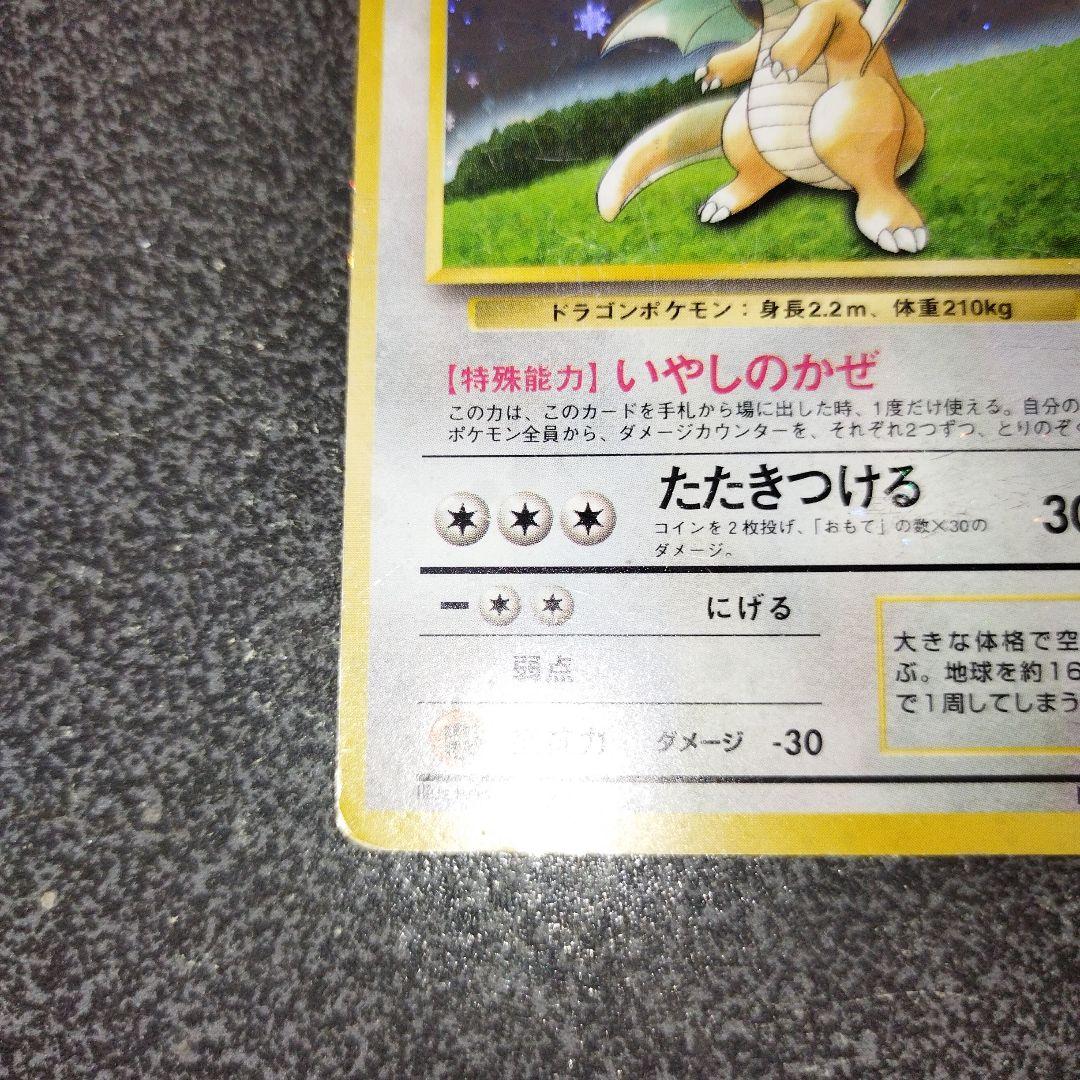 ドラゴンポケモン：身長2.2m、体重210kg
【特殊能力】いやしのかぜ
この力は、このカードを手札から場に出した時、1度だけ使える。自分の
ポケモン全員から、ダメージカウンターを、それぞれ2つずつ、とりのぞく
たたきつける
30
コインを2枚投げ、「おもて」の数×30の
ダメージ。
ー にげる
弱点
ダメージ -30
大きな体格で空
ぶ。地球を約16
で1周してしまう